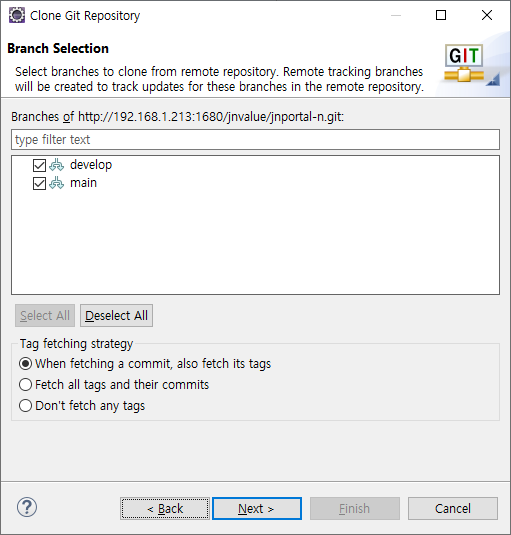 Clone Git Repository
Branch Selection
Select branches to clone from remote repository. Remote tracking branches
will be created to track updates for these branches in the remote repository.
GIT
Branches of http://192.168.1.213:1680/jnvalue/jnportal-n.git:
type filter text
develop
main
Select All
Deselect All
Tag fetching strategy
When fetching a commit, also fetch its tags
Fetch all tags and their commits
Don't fetch any tags
?
< Back
Next >
Finish
Cancel